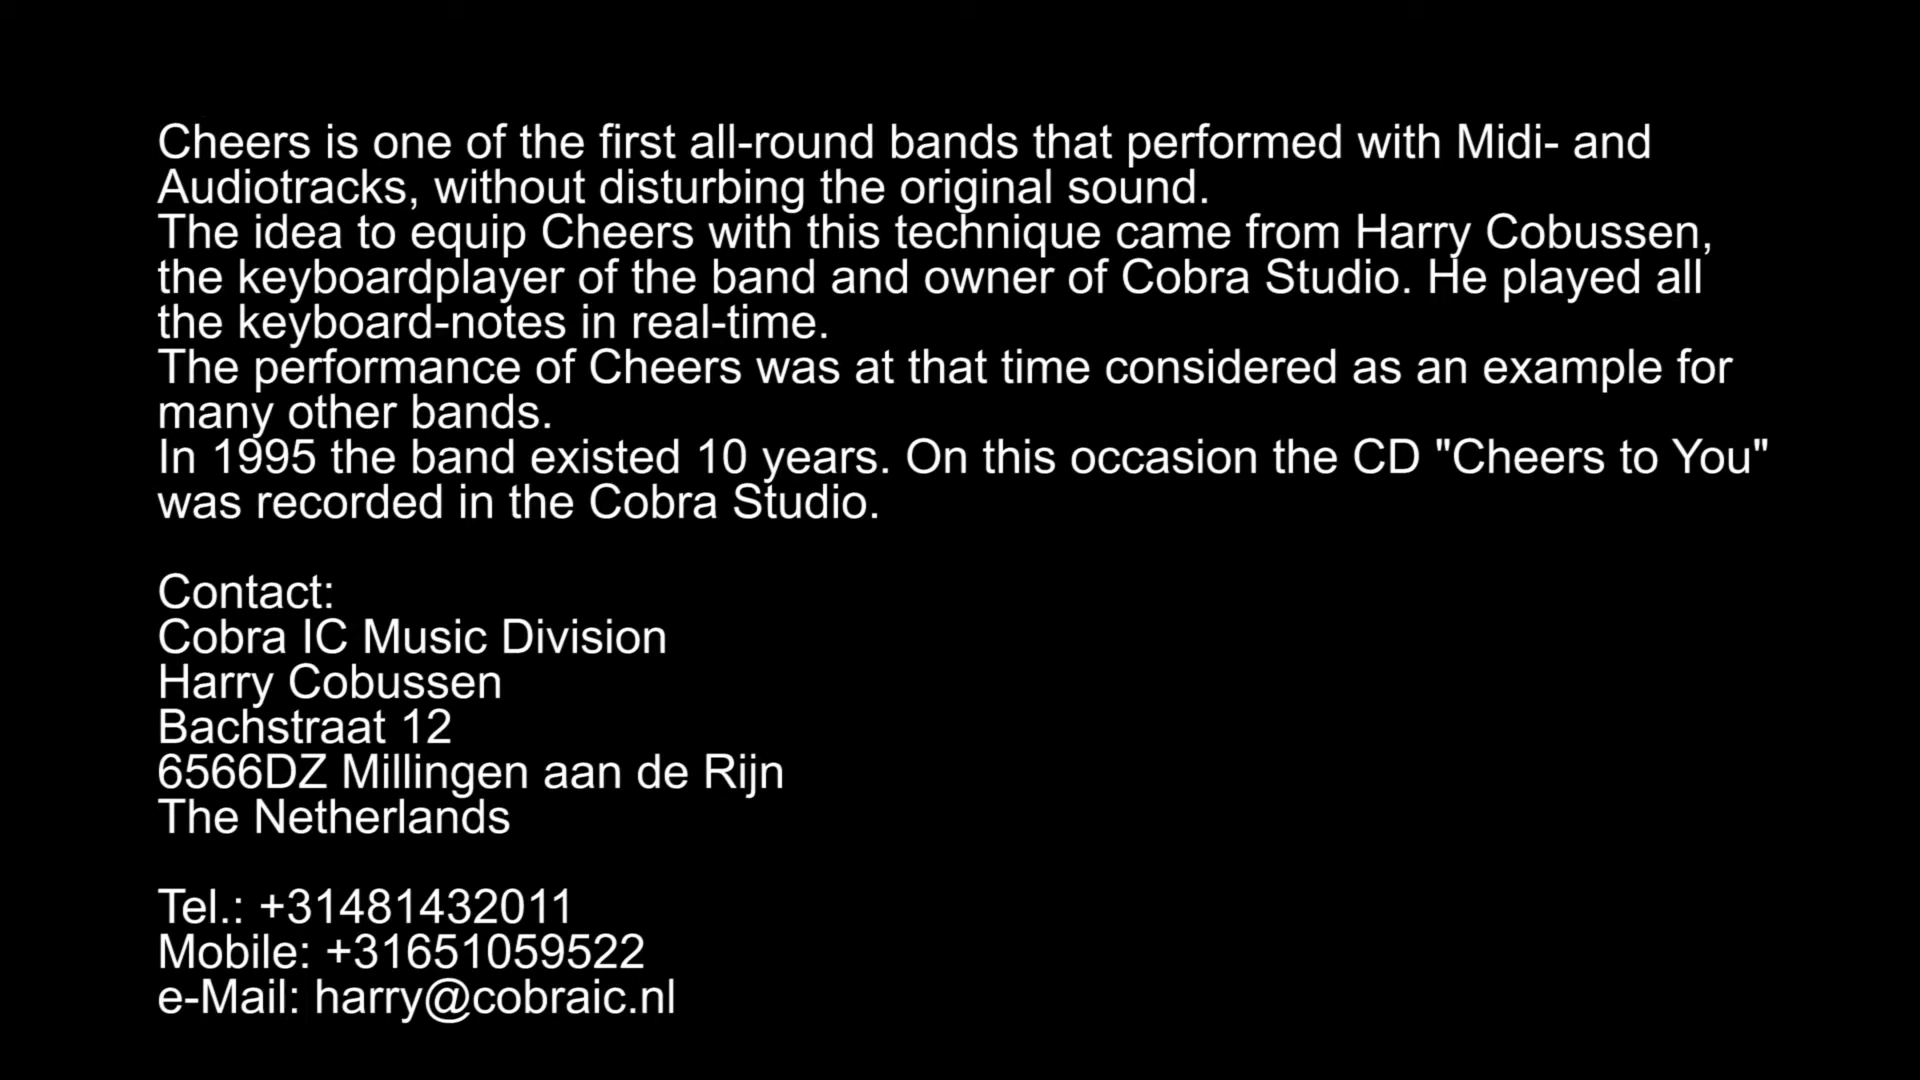 Cheers is one of the first all-round bands that performed with Midi- and
Audiotracks, without disturbing the original sound.
The idea to equip Cheers with this technique came from Harry Cobussen,
the keyboardplayer of the band and owner of Cobra Studio. He played all
the keyboard-notes in real-time.
The performance of Cheers was at that time considered as an example for
many other bands.
In 1995 the band existed 10 years. On this occasion the CD "Cheers to You"
was recorded in the Cobra Studio.
Contact:
Cobra IC Music Division
Harry Cobussen
Bachstraat 12
6566DZ Millingen aan de Rijn
The Netherlands
Tel.: +31481432011
Mobile: +31651059522
e-Mail: harry@cobraic.nl